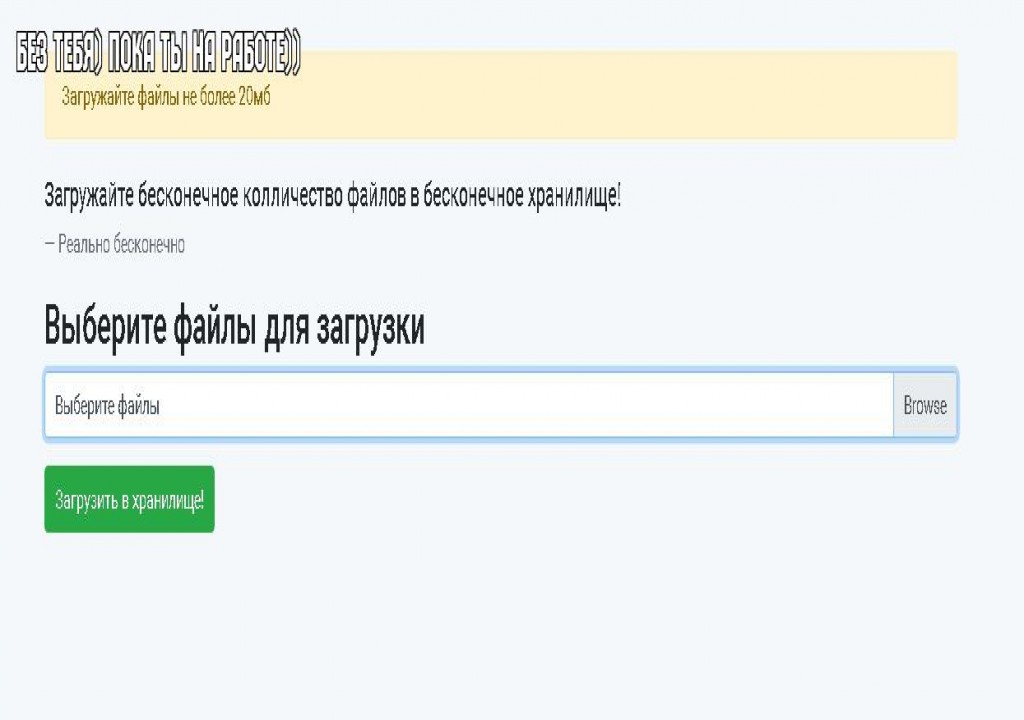 БЕЗ ТЕБЯ) ПОКА ТЫ НА РАБОТЕ))
Загружайте файлы не более 20мб
Загружайте бесконечное колличество файлов в бесконечное хранилище!
— Реально бесконечно
Выберите файлы для загрузки
Выберите файлы
Browse
Загрузить в хранилище!